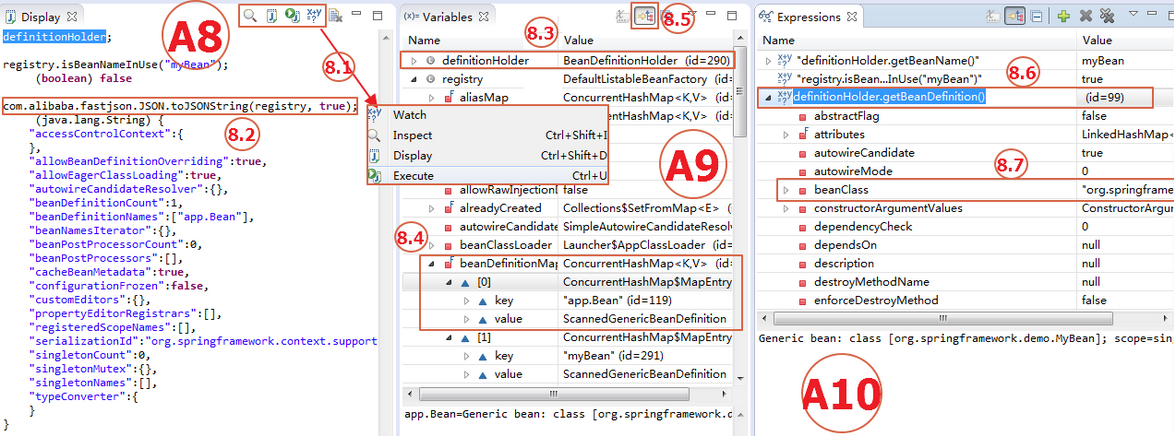 Display
A8
definitionHolder;
registry.isBeanNameInUse("myBean");
(boolean) false
com.alibaba.fastjson.JSON.toJSONString(registry, true);
(java.lang.String) {
"accessControlContext":{
},
"allowBeanDefinitionOverriding":true,
"allowEagerClassLoading":true,
"autowireCandidateResolver":{},
"beanDefinitionCount":1,
"beanDefinitionNames":["app.Bean"],
"beanNamesIterator":{},
"beanPostProcessorCount":0,
"beanPostProcessors":[],
"cacheBeanMetadata":true,
"configurationFrozen":false,
"customEditors":{},
"propertyEditorRegistrars":[],
"registeredScopeNames":[],
"serializationId":"org.springframework.context.support
"singletonCount":0,
"singletonMutex":{},
"singletonNames":[],
"typeConverter":{
}
}
8.1
8.2
Watch
Inspect Ctrl+Shift+I
Display Ctrl+Shift+D
Execute Ctrl+U
(x)= Variables
8.5
8.3
Name Value
definitionHolder BeanDefinitionHolder (id=290)
registry DefaultListableBeanFactory (id
aliasMap ConcurrentHashMap<K,V> (id=
ConcurrentHashMap<K,V> (id=
A9
allowRawInjection false
alreadyCreated Collections$SetFromMap<E> (
autowireCandidate SimpleAutowireCandidateResol
8.4
beanClassLoader Launcher$AppClassLoader (id=
beanDefinitionMap ConcurrentHashMap<K,V> (id=
[0] ConcurrentHashMap$MapEntry
key "app.Bean" (id=119)
value ScannedGenericBeanDefinition
[1] ConcurrentHashMap$MapEntry
key "myBean" (id=291)
value ScannedGenericBeanDefinition
app.Bean=Generic bean: class [org.springframework.d
Expressions
Name Value
"definitionHolder.getBeanName()" myBean
8.6
"registry.isBean...InUse("myBean")" true
definitionHolder.getBeanDefinition() (id=99)
abstractFlag false
attributes LinkedHashMap<
autowireCandidate true
8.7
autowireMode 0
beanClass "org.springframe
constructorArgumentValues ConstructorArgum
dependencyCheck 0
dependsOn null
description null
destroyMethodName null
enforceDestroyMethod false
Generic bean: class [org.springframework.demo.MyBean]; scope=sin
A10